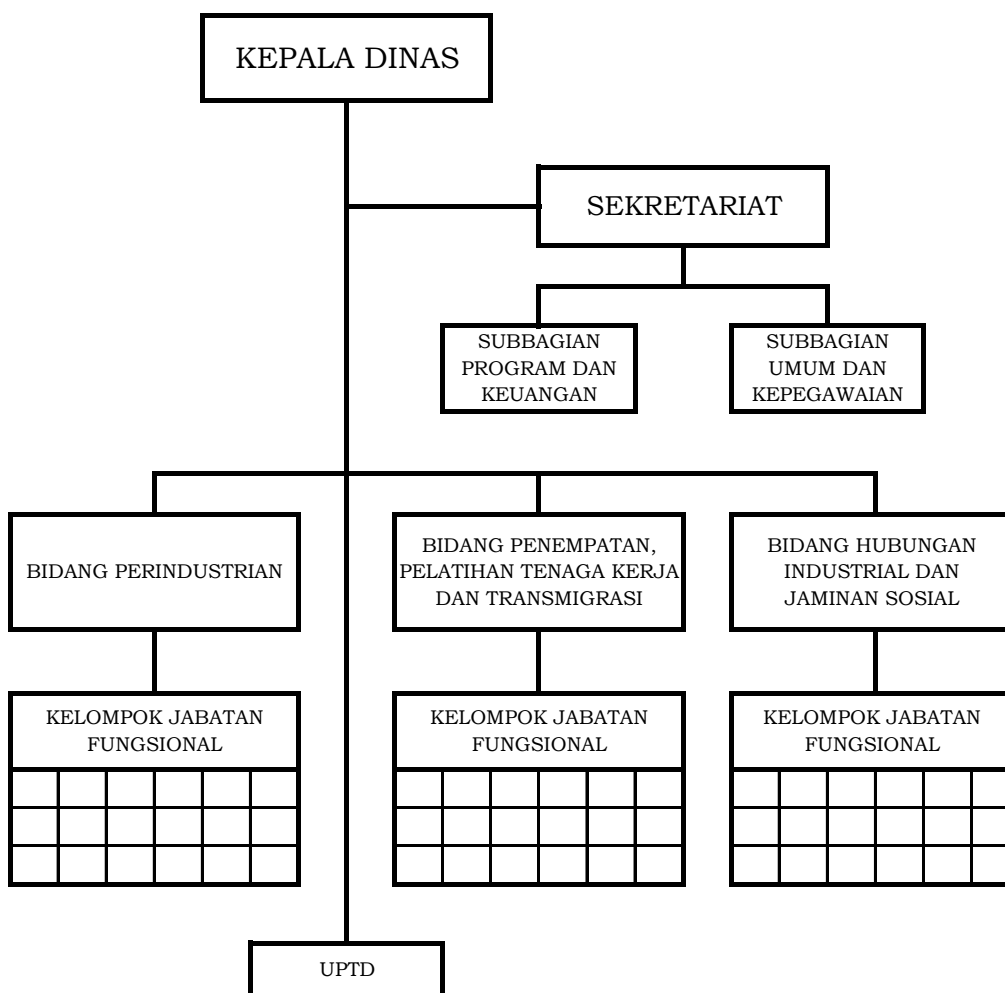 KEPALA DINAS
SEKRETARIAT
SUBBAGIAN
PROGRAM DAN
KEUANGAN
SUBBAGIAN
UMUM DAN
KEPEGAWAIAN
BIDANG PERINDUSTRIAN
BIDANG PENEMPATAN,
PELATIHAN TENAGA KERJA
DAN TRANSMIGRASI
BIDANG HUBUNGAN
INDUSTRIAL DAN
JAMINAN SOSIAL
KELOMPOK JABATAN
FUNGSIONAL
KELOMPOK JABATAN
FUNGSIONAL
KELOMPOK JABATAN
FUNGSIONAL
UPTD